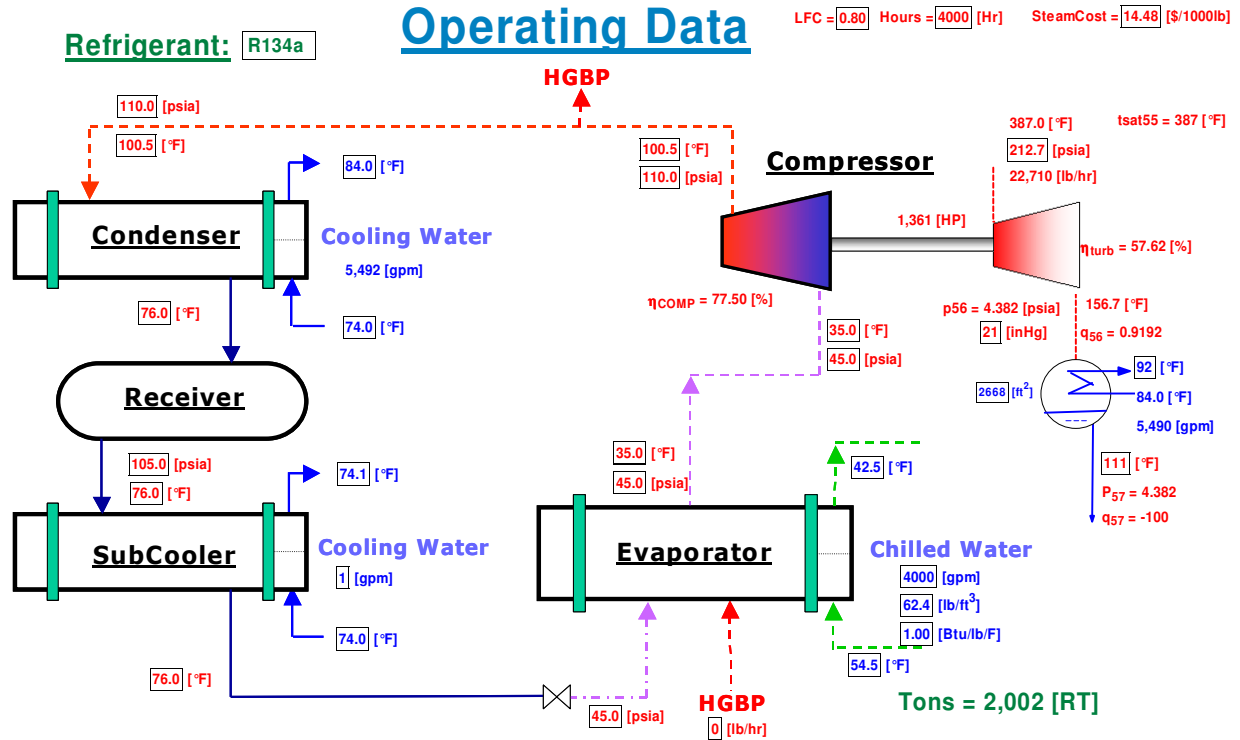 Operating Data
LFC = 0.80 Hours = 4000 [Hr] SteamCost = 14.48 [$/1000lb]
Refrigerant: R134a
HGBP
110.0 [psia]
100.5 [°F]
84.0 [°F]
Condenser
Cooling Water
5,492 [gpm]
76.0 [°F]
74.0 [°F]
100.5 [°F]
110.0 [psia]
Compressor
387.0 [°F]
tsat55 = 387 [°F]
212.7 [psia]
22,710 [lb/hr]
1,361 [HP]
ηturb = 57.62 [%]
ηCOMP = 77.50 [%]
p56 = 4.382 [psia]
21 [inHg]
156.7 [°F]
q56 = 0.9192
35.0 [°F]
45.0 [psia]
92 [°F]
2668 [ft2]
84.0 [°F]
5,490 [gpm]
111 [°F]
P57 = 4.382
q57 = -100
Receiver
105.0 [psia]
76.0 [°F]
74.1 [°F]
SubCooler
Cooling Water
1 [gpm]
74.0 [°F]
76.0 [°F]
35.0 [°F]
45.0 [psia]
42.5 [°F]
Evaporator
Chilled Water
4000 [gpm]
62.4 [lb/ft3]
1.00 [Btu/lb/F]
54.5 [°F]
45.0 [psia]
HGBP
0 [lb/hr]
Tons = 2,002 [RT]